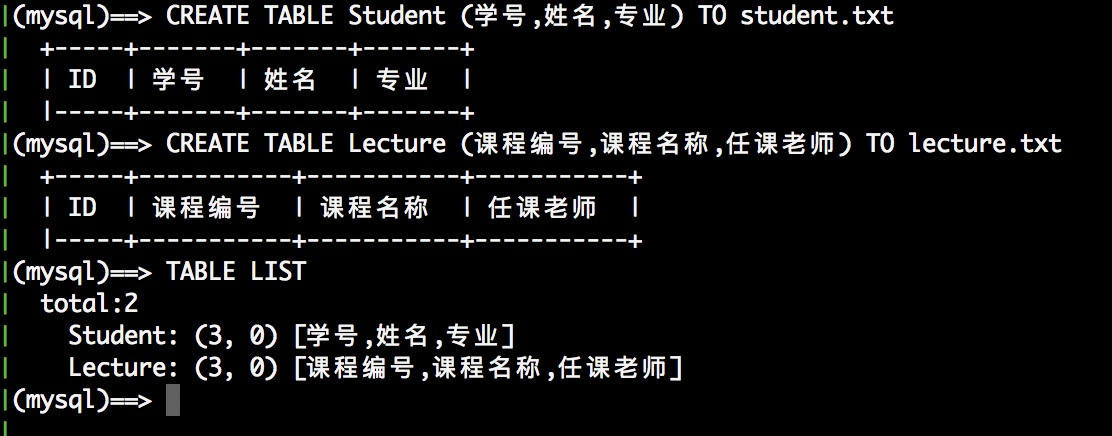 (mysql)==> CREATE TABLE Student (学号,姓名,专业) TO student.txt
+-----+-------+-------+-------+
| ID | 学号 | 姓名 | 专业 |
|-----+-------+-------+-------+
(mysql)==> CREATE TABLE Lecture (课程编号,课程名称,任课老师) TO lecture.txt
+-----+-----------+-----------+-----------+
| ID | 课程编号 | 课程名称 | 任课老师 |
|-----+-----------+-----------+-----------+
(mysql)==> TABLE LIST
total:2
Student: (3, 0) [学号,姓名,专业]
Lecture: (3, 0) [课程编号,课程名称,任课老师]
(mysql)==>